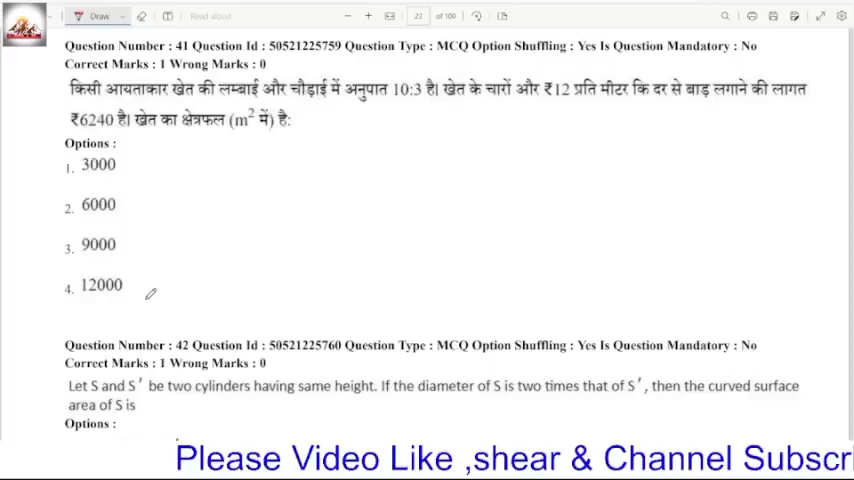 Draw
Read aloud
23 of 100
Question Number : 41 Question Id : 50521225759 Question Type : MCQ Option Shuffling : Yes Is Question Mandatory : No
Correct Marks : 1 Wrong Marks : 0
किसी आयताकार खेत की लम्बाई और चौड़ाई में अनुपात 10:3 है। खेत के चारों और ₹12 प्रति मीटर कि दर से बाड़ लगाने की लागत
₹6240 है। खेत का क्षेत्रफल (m² में) है:
Options :
1. 3000
2. 6000
3. 9000
4. 12000
Question Number : 42 Question Id : 50521225760 Question Type : MCQ Option Shuffling : Yes Is Question Mandatory : No
Correct Marks : 1 Wrong Marks : 0
Let S and S′ be two cylinders having same height. If the diameter of S is two times that of S′, then the curved surface
area of S is
Options :
Please Video Like ,shear & Channel Subscri